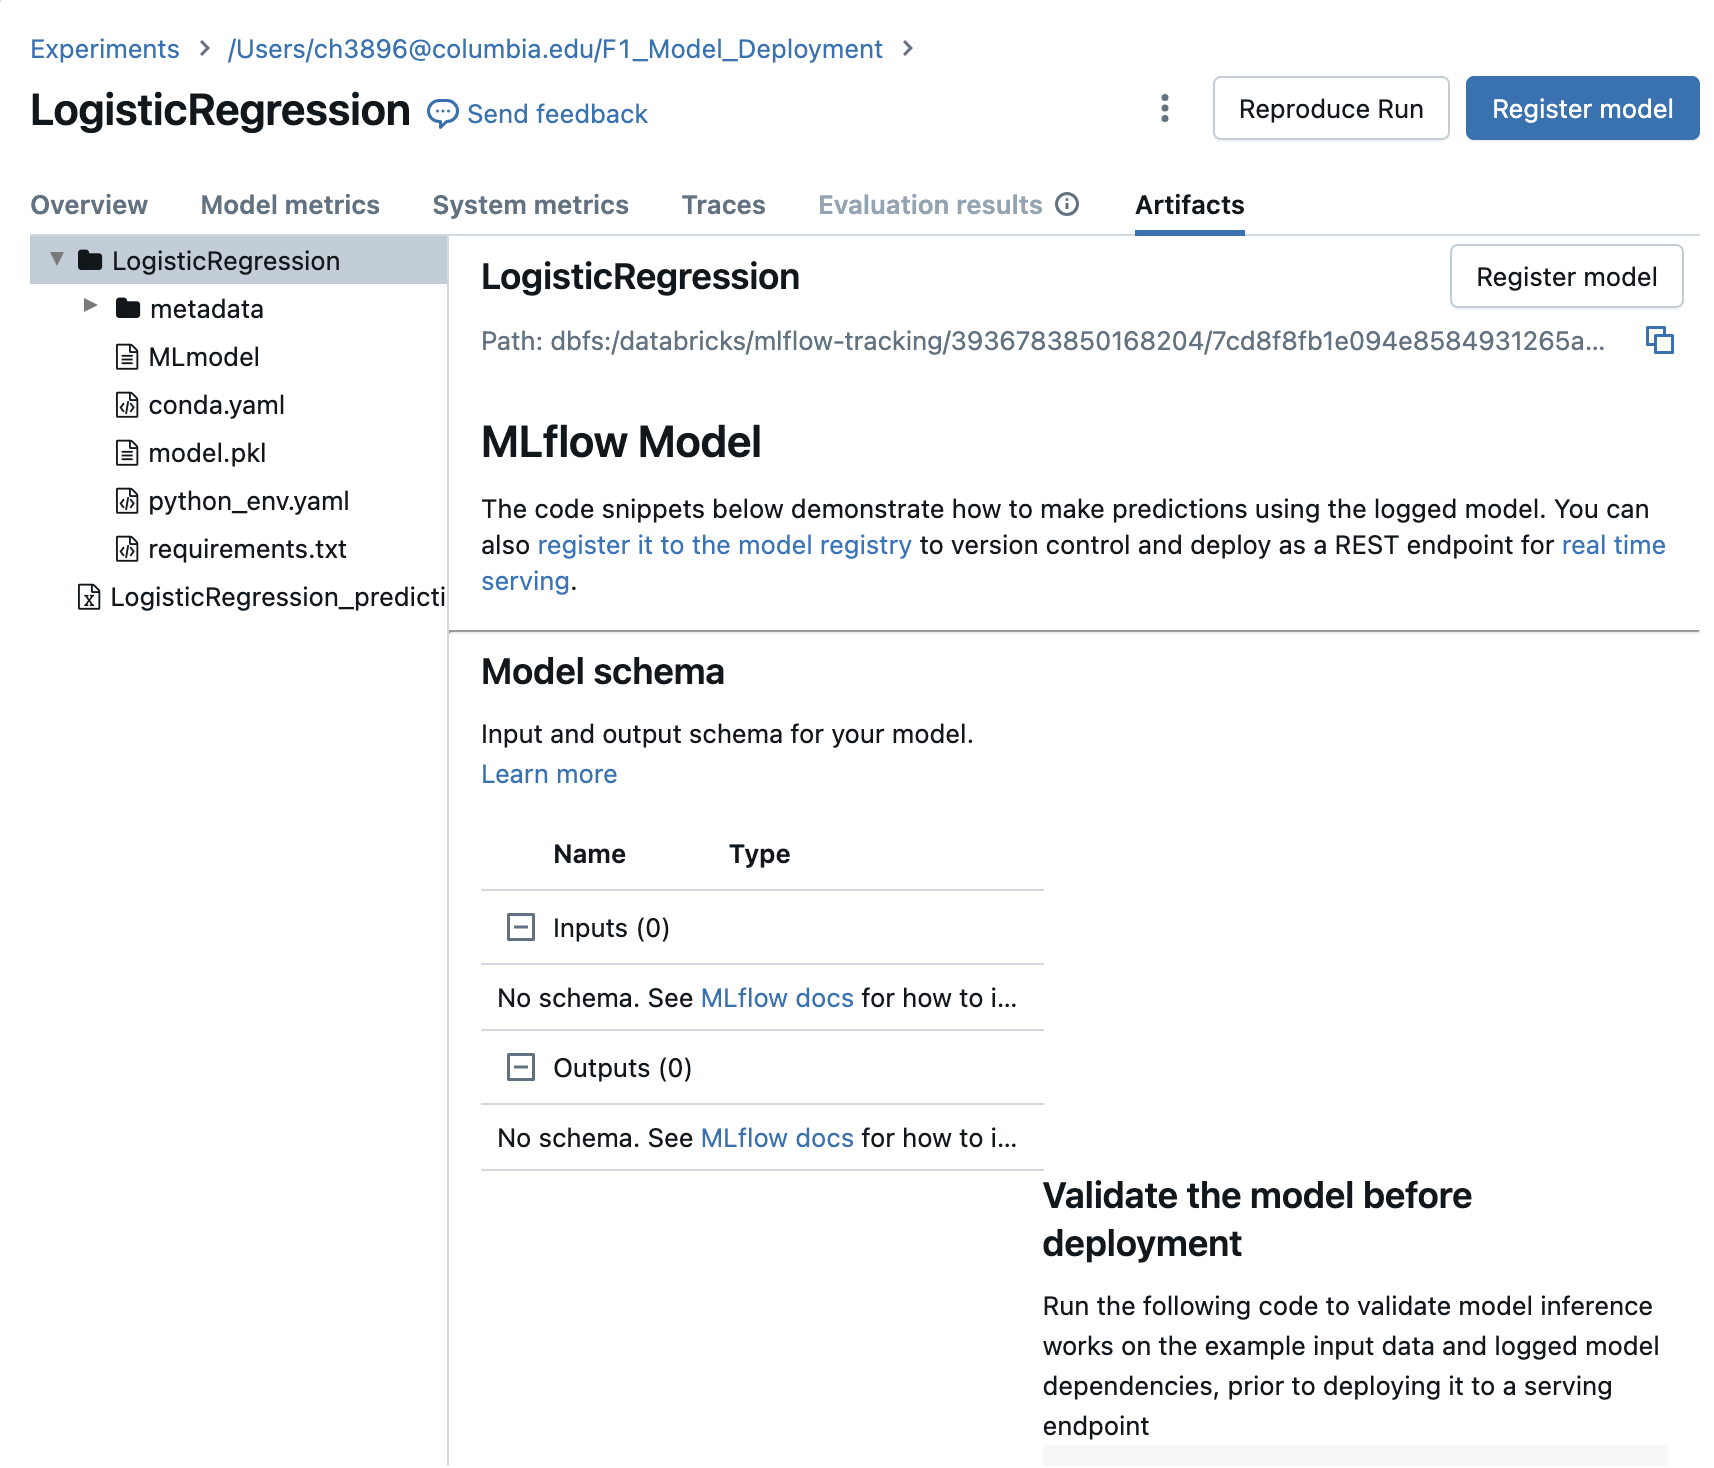 Experiments > /Users/ch3896@columbia.edu/F1_Model_Deployment >
LogisticRegression Send feedback
Reproduce Run Register model
Overview Model metrics System metrics Traces Evaluation results Artifacts
LogisticRegression
metadata
MLmodel
conda.yaml
model.pkl
python_env.yaml
requirements.txt
LogisticRegression_predicti
LogisticRegression
Register model
Path: dbfs:/databricks/mlflow-tracking/3936783850168204/7cd8f8fb1e094e8584931265a...
MLflow Model
The code snippets below demonstrate how to make predictions using the logged model. You can
also register it to the model registry to version control and deploy as a REST endpoint for real time
serving.
Model schema
Input and output schema for your model.
Learn more
Name Type
Inputs (0)
No schema. See MLflow docs for how to i...
Outputs (0)
No schema. See MLflow docs for how to i...
Validate the model before
deployment
Run the following code to validate model inference
works on the example input data and logged model
dependencies, prior to deploying it to a serving
endpoint